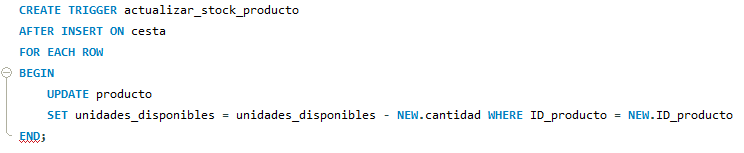 CREATE TRIGGER actualizar_stock_producto
AFTER INSERT ON cesta
FOR EACH ROW
BEGIN
UPDATE producto
SET unidades_disponibles = unidades_disponibles - NEW.cantidad WHERE ID_producto = NEW.ID_producto
END;